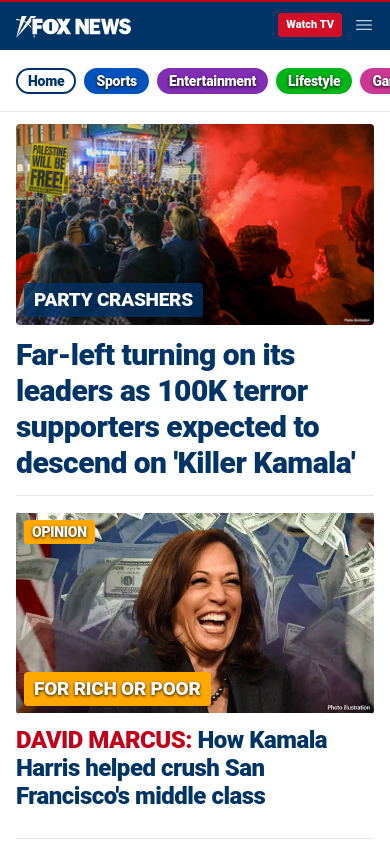 FOX NEWS
Watch TV
Home Sports Entertainment Lifestyle Ga
PALESTINE
WILL BE
FREE!
PARTY CRASHERS
Photo illustration
Far-left turning on its
leaders as 100K terror
supporters expected to
descend on 'Killer Kamala'
OPINION
FOR RICH OR POOR
Photo illustration
DAVID MARCUS: How Kamala
Harris helped crush San
Francisco's middle class